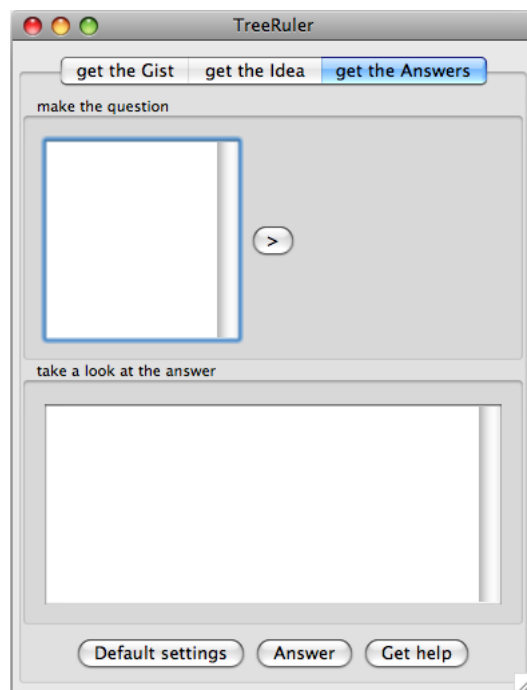 TreeRuler
get the Gist get the Idea get the Answers
make the question
>
take a look at the answer
Default settings Answer Get help